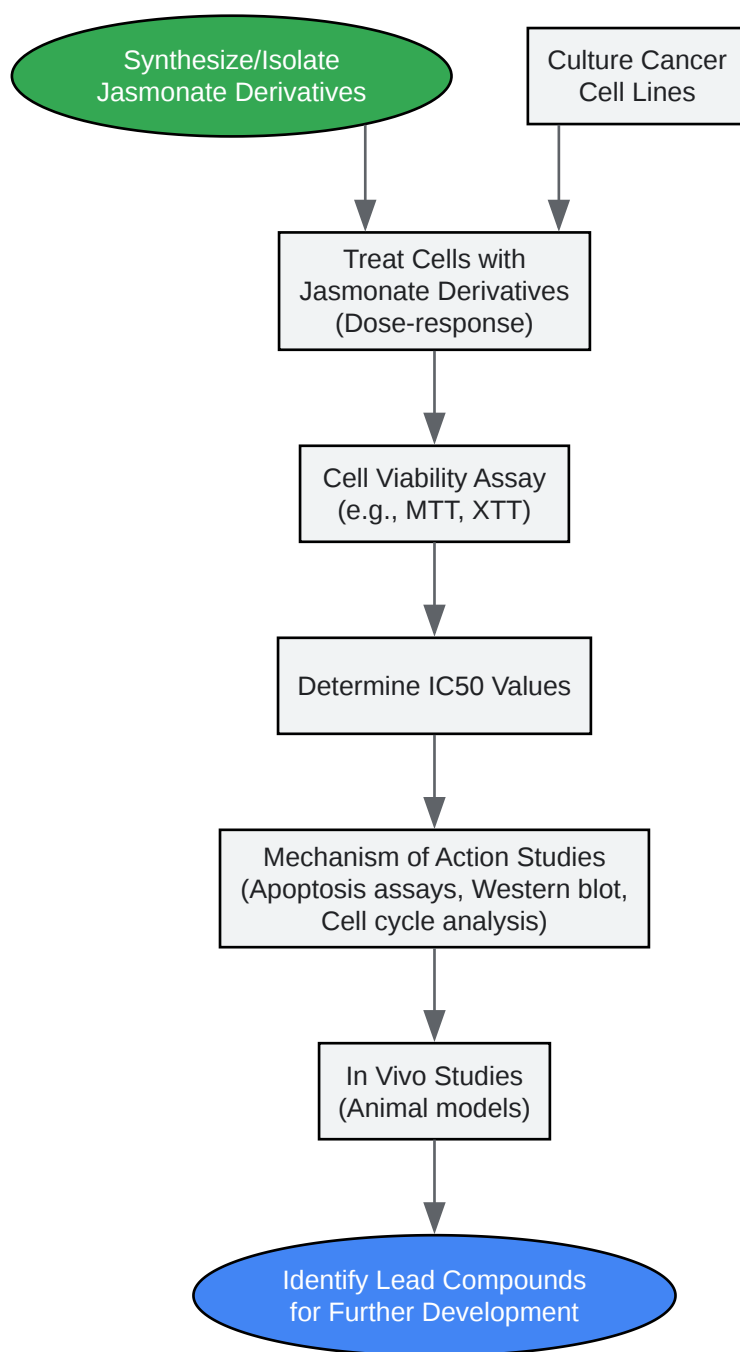 Synthesize/Isolate
Jasmonate Derivatives
Culture Cancer
Cell Lines
Treat Cells with
Jasmonate Derivatives
(Dose-response)
Cell Viability Assay
(e.g., MTT, XTT)
Determine IC50 Values
Mechanism of Action Studies
(Apoptosis assays, Western blot,
Cell cycle analysis)
In Vivo Studies
(Animal models)
Identify Lead Compounds
for Further Development